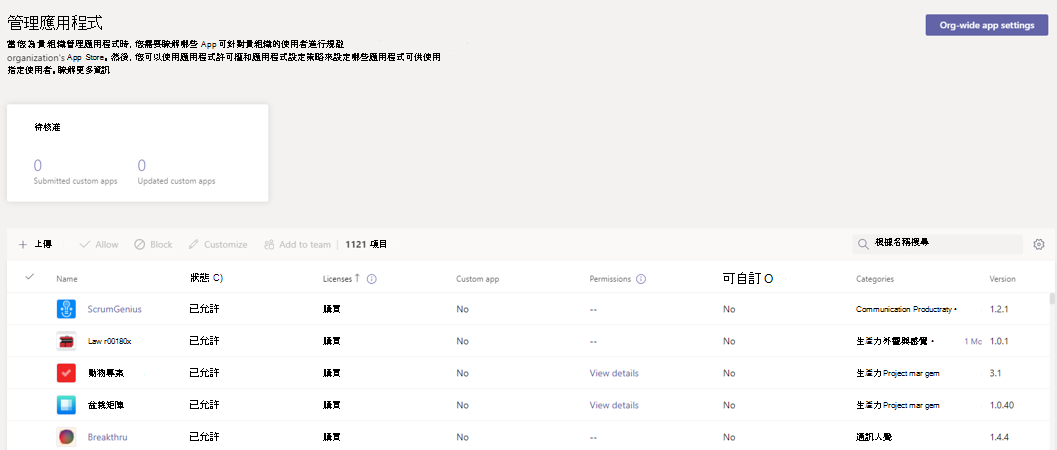 管理應用程式
Org-wide app settings
當您為貴組織管理應用程式時，您需要瞭解哪些 App 可針對貴組織的使用者進行規劃
organization's App Store。然後，您可以使用應用程式許可權和應用程式設定策略來設定哪些應用程式可供使用
指定使用者。瞭解更多資訊
待核准
0 0
Submitted custom apps Updated custom apps
+ 上傳 Allow Block Customize Add to team | 1121 項目 根據名稱搜尋
Name 狀態 C) Licenses ↑ Custom app Permissions 可自訂 O Categories Version
ScrumGenius 已允許 購買 No -- No Communication Productraty • 1.2.1
Law r00180x 已允許 購買 No -- No 生產力 外觀與感覺 • 1 Mc 1.0.1
動物專案 已允許 購買 No View details No 生產力 Project mar gem 3.1
盆栽矩陣 已允許 購買 No View details No 生產力 Project mar gem 1.0.40
Breakthru 已允許 購買 No -- No 通訊人聲 1.4.4